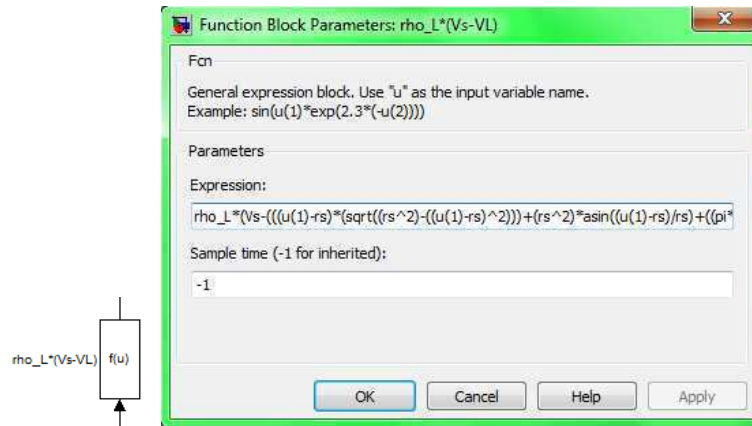 Function Block Parameters: rho_L*(Vs-VL)
Fcn
General expression block. Use "u" as the input variable name.
Example: sin(u(1)*exp(2.3*(-u(2))))
Parameters
Expression:
rho_L*(Vs-(((u(1)-rs)*(sqrt((rs^2)-((u(1)-rs)^2)))+(rs^2)*asin((u(1)-rs)/rs)+((pi*
Sample time (-1 for inherited):
-1
rho_L*(Vs-VL) f(u)
OK Cancel Help Apply